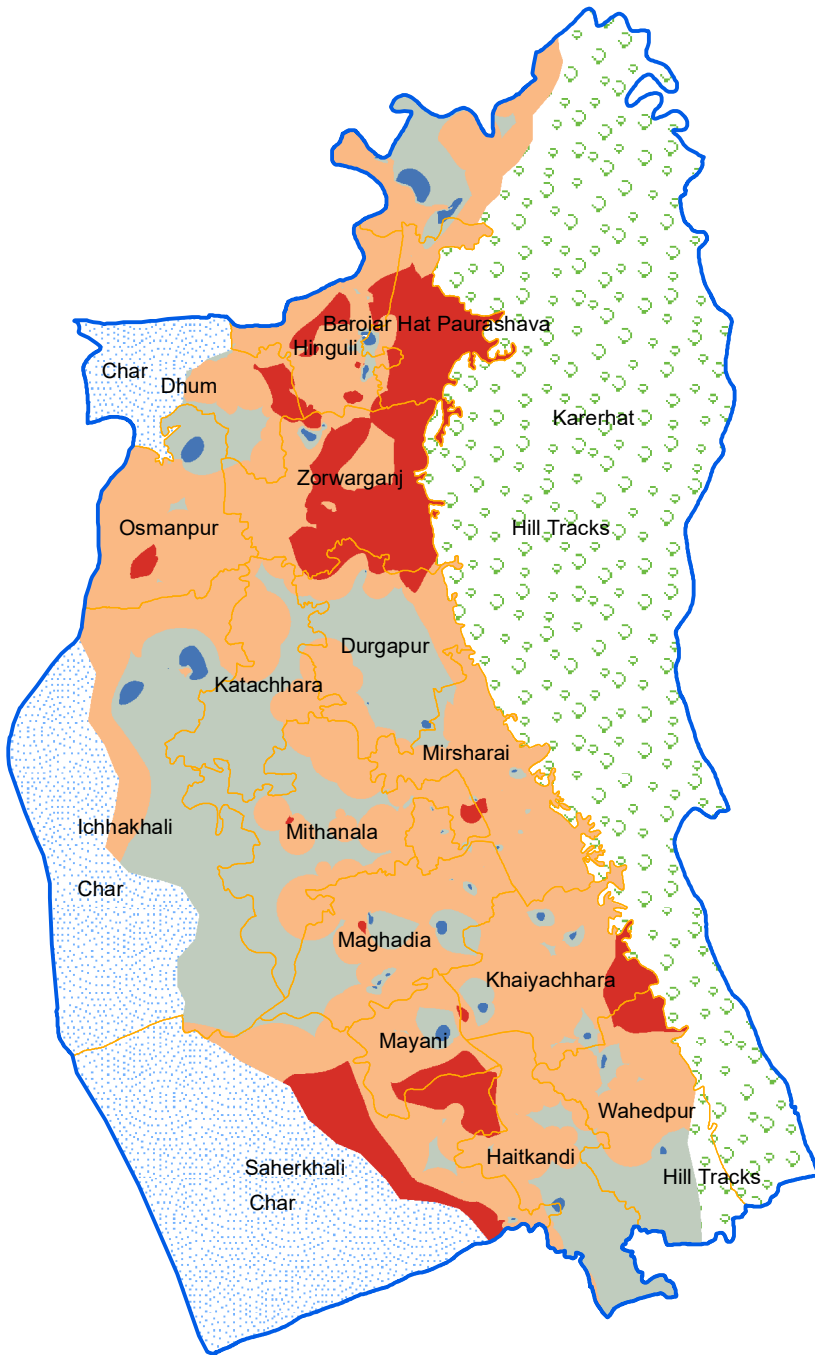 Baroiar Hat Paurashava
Hinguli
Char
Dhum
Karerhat
Zorwarganj
Osmanpur
Hill Tracks
Durgapur
Katachhara
Mirsharai
Ichhakhali
Mithanala
Char
Maghadia
Khaiyachhara
Mayani
Wahedpur
Haitkandi
Saherkhali
Hill Tracks
Char